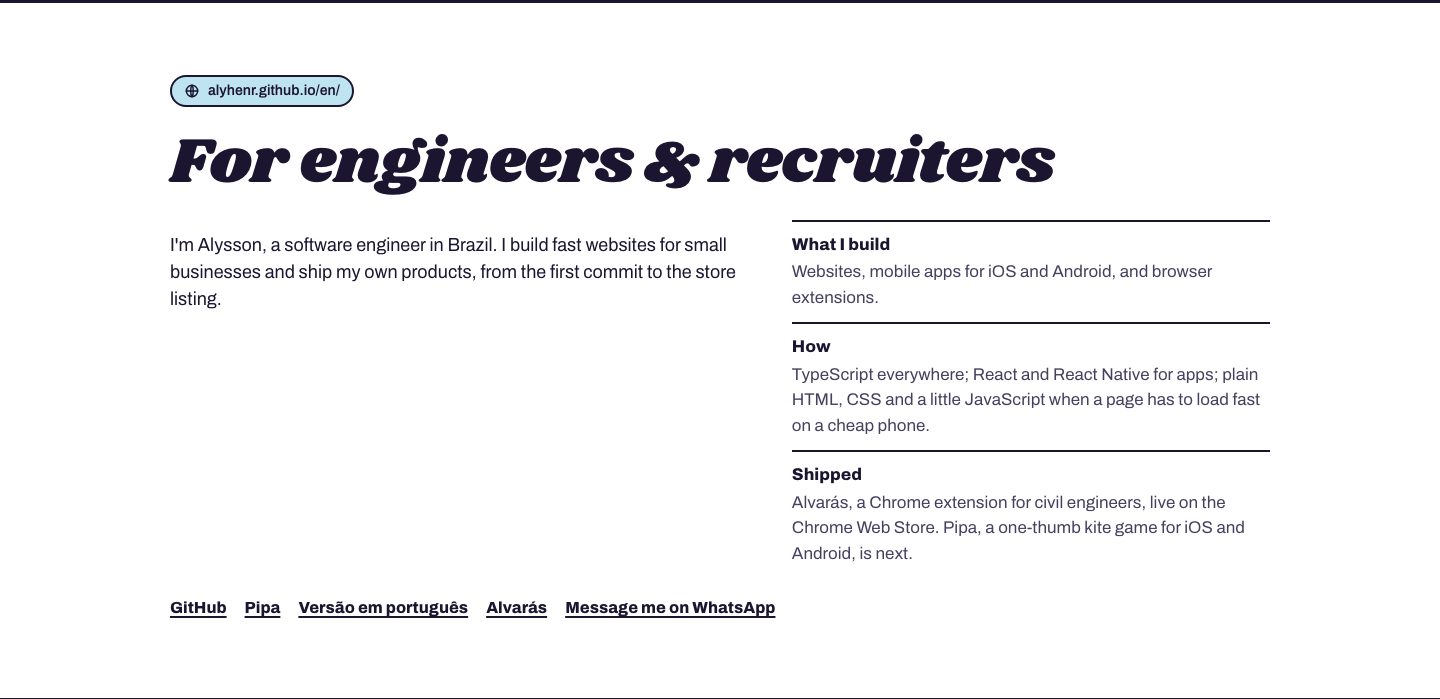 alyhenr.github.io/en/
For engineers & recruiters
I'm Alysson, a software engineer in Brazil. I build fast websites for small
businesses and ship my own products, from the first commit to the store
listing.
What I build
Websites, mobile apps for iOS and Android, and browser
extensions.
How
TypeScript everywhere; React and React Native for apps; plain
HTML, CSS and a little JavaScript when a page has to load fast
on a cheap phone.
Shipped
Alvarás, a Chrome extension for civil engineers, live on the
Chrome Web Store. Pipa, a one-thumb kite game for iOS and
Android, is next.
GitHub Pipa Versão em português Alvarás Message me on WhatsApp